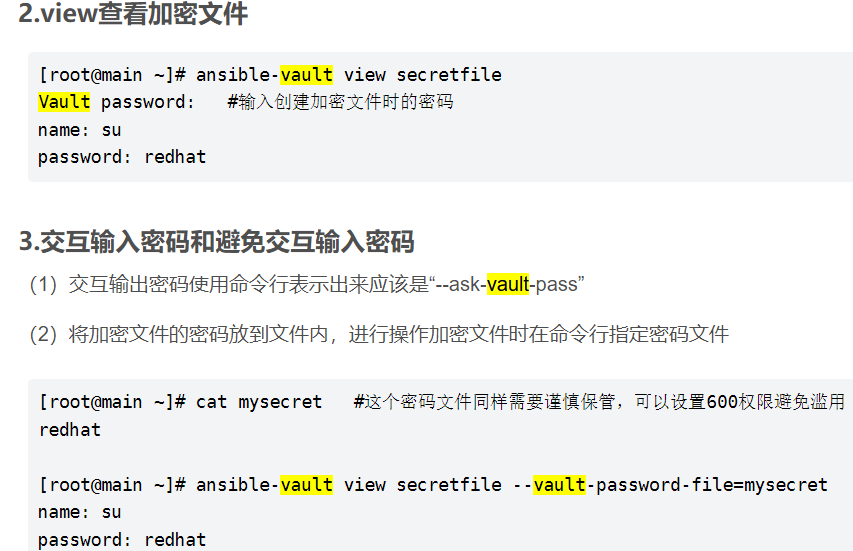 2.view查看加密文件
[root@main ~]# ansible-vault view secretfile
Vault password:   #输入创建加密文件时的密码
name: su
password: redhat
3.交互输入密码和避免交互输入密码
（1）交互输出密码使用命令行表示出来应该是“--ask-vault-pass”
（2）将加密文件的密码放到文件内，进行操作加密文件时在命令行指定密码文件
[root@main ~]# cat mysecret   #这个密码文件同样需要谨慎保管，可以设置600权限避免滥用
redhat
[root@main ~]# ansible-vault view secretfile --vault-password-file=mysecret
name: su
password: redhat